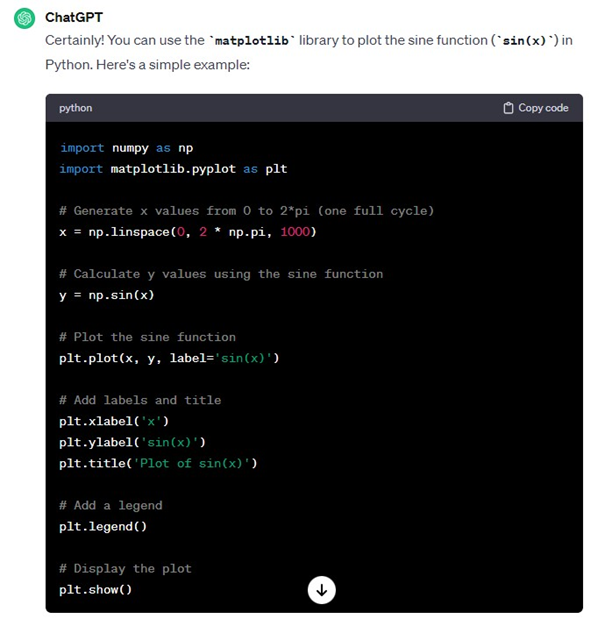 ChatGPT
Certainly! You can use the `matplotlib` library to plot the sine function (`sin(x)`) in
Python. Here's a simple example:
python
Copy code
import numpy as np
import matplotlib.pyplot as plt
# Generate x values from 0 to 2*pi (one full cycle)
x = np.linspace(0, 2 * np.pi, 1000)
# Calculate y values using the sine function
y = np.sin(x)
# Plot the sine function
plt.plot(x, y, label='sin(x)')
# Add labels and title
plt.xlabel('x')
plt.ylabel('sin(x)')
plt.title('Plot of sin(x)')
# Add a legend
plt.legend()
# Display the plot
plt.show()